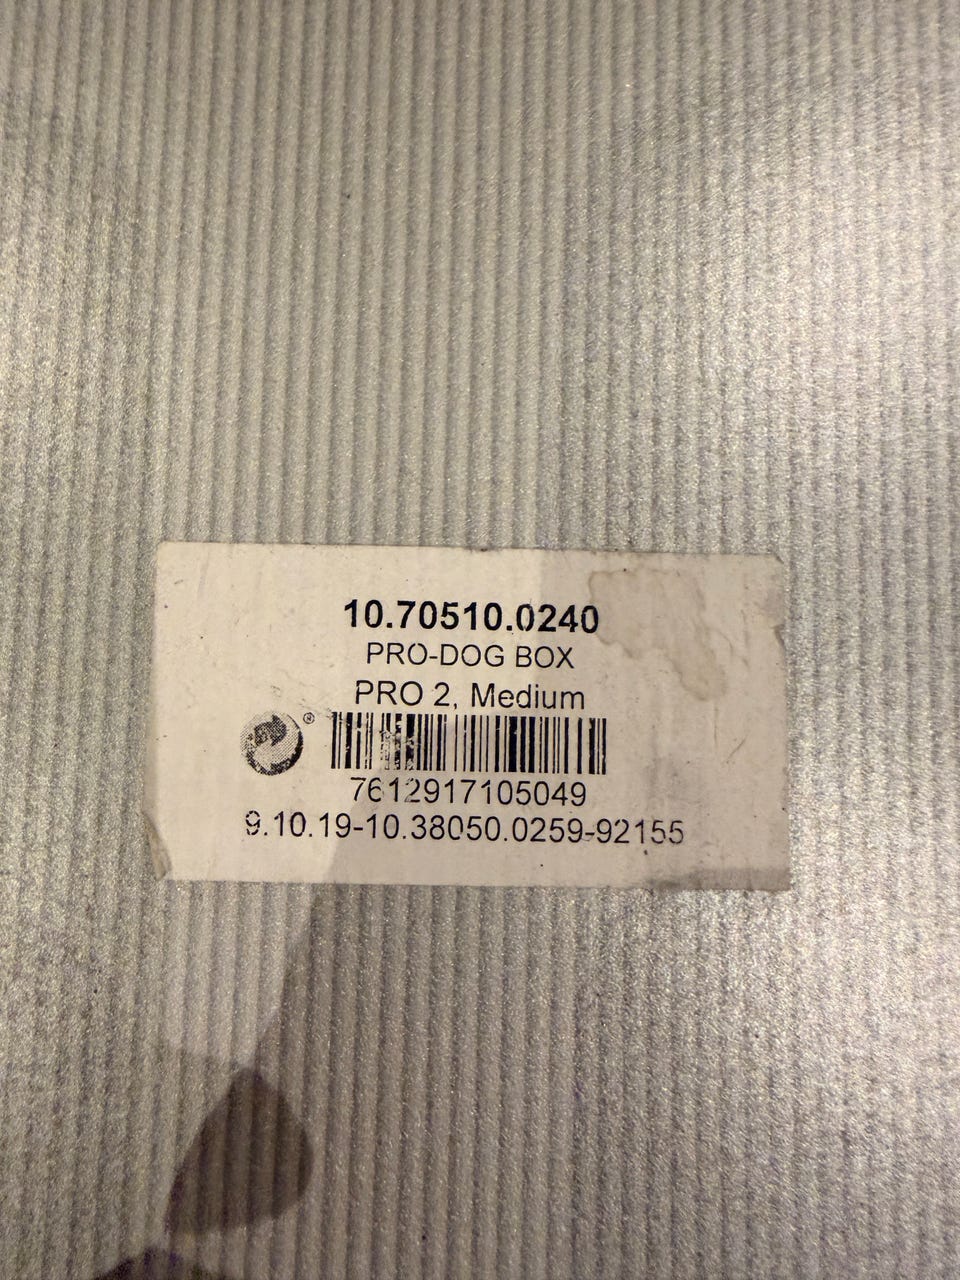 10.70510.0240
PRO-DOG BOX
PRO 2, Medium
®
7612917105049
9.10.19-10.38050.0259-92155